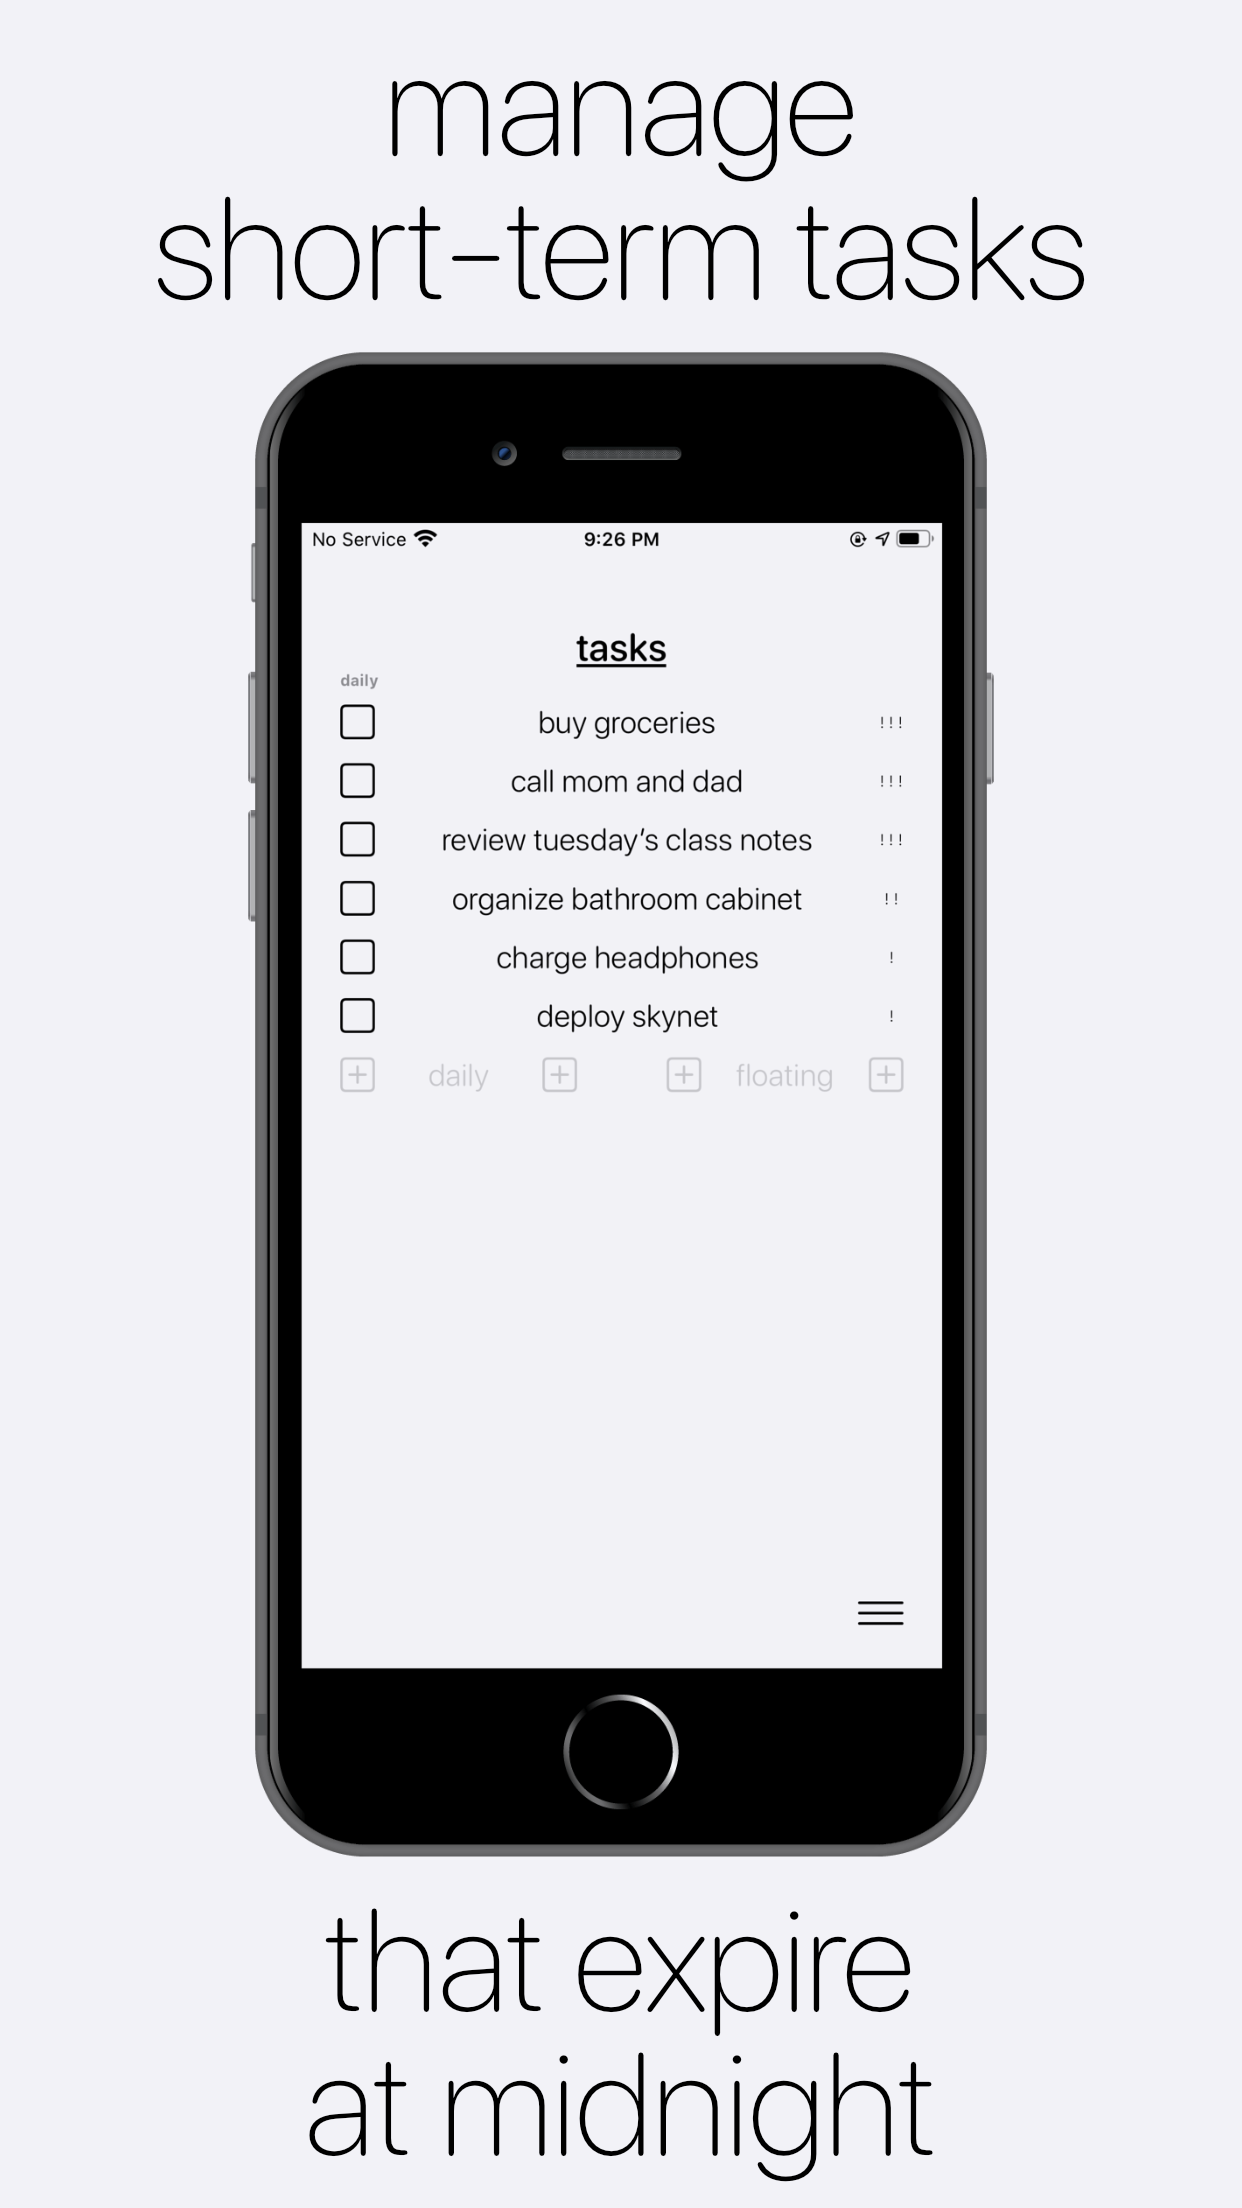 manage
short-term tasks
No Service 9:26 PM
tasks
daily
buy groceries !!!
call mom and dad !!!
review tuesday’s class notes !!!
organize bathroom cabinet !!
charge headphones !
deploy skynet !
+ daily + + floating +
that expire
at midnight